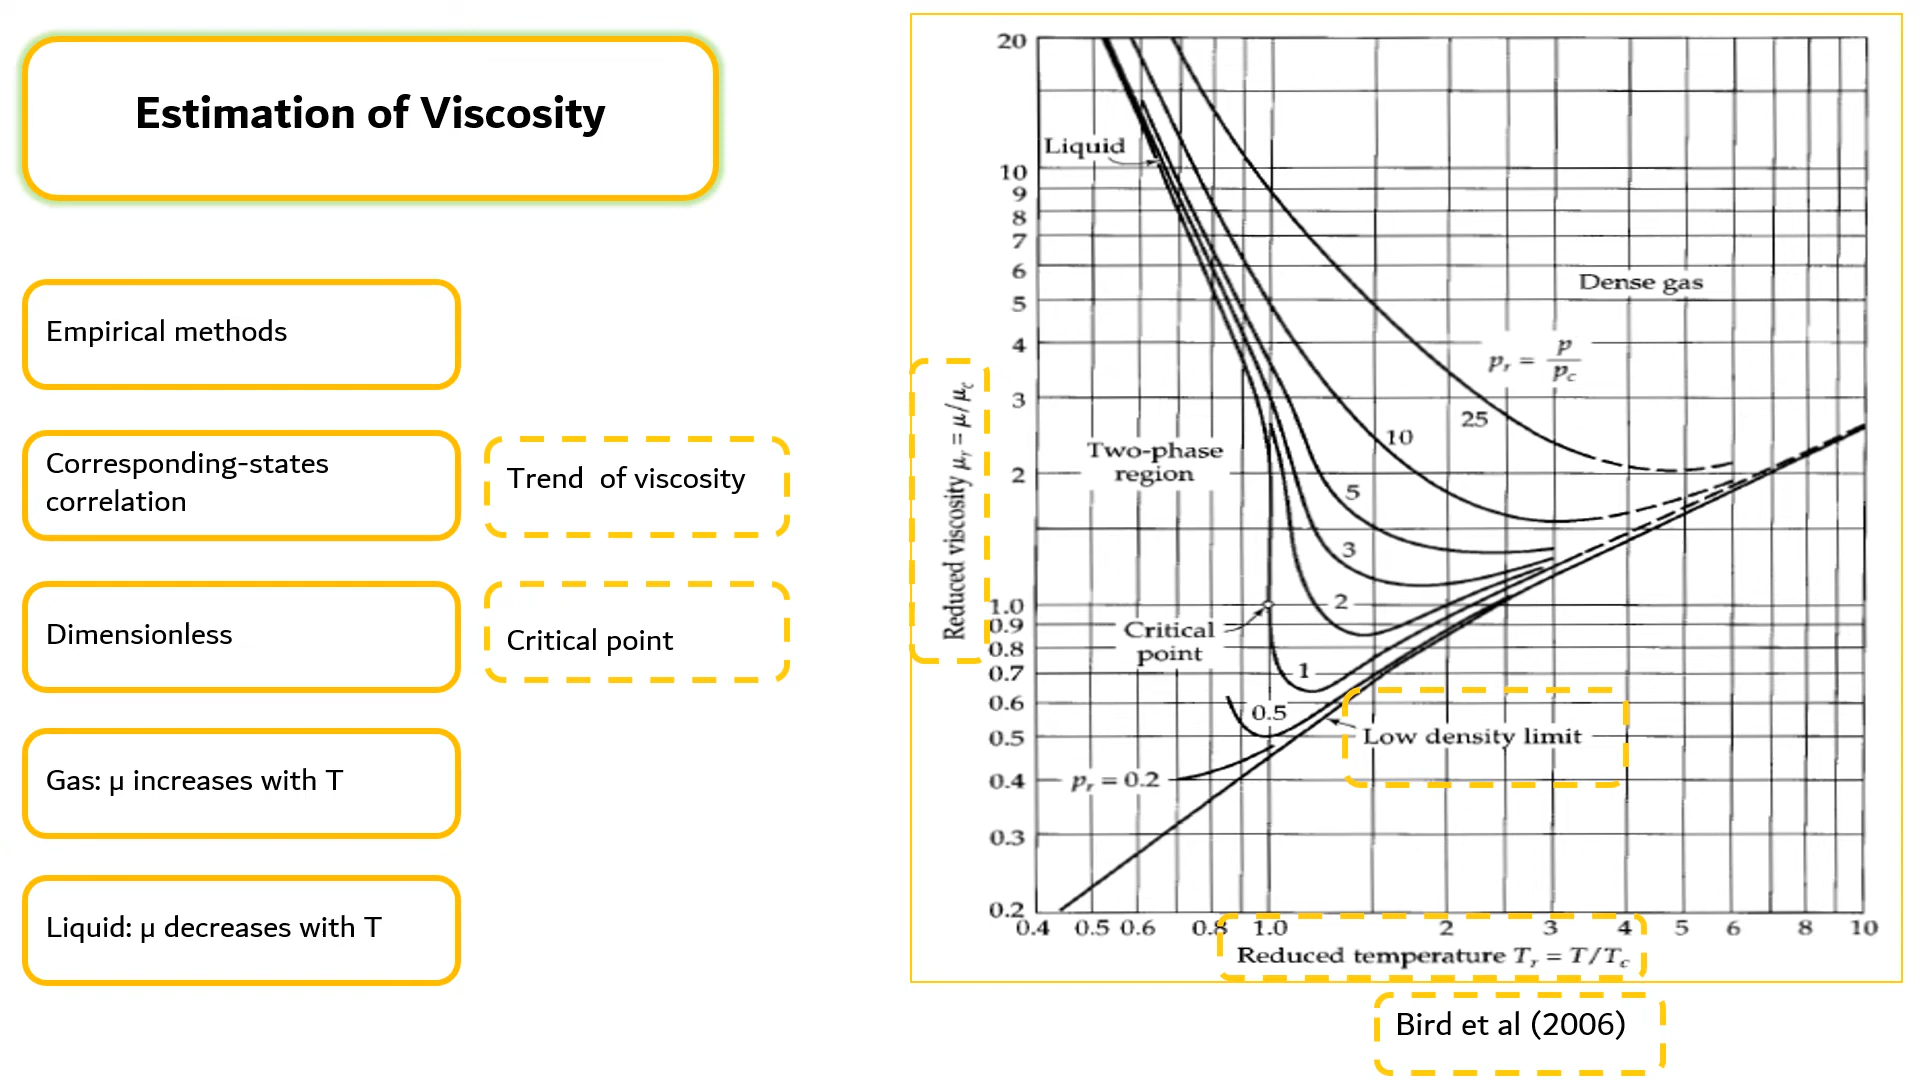 Estimation of Viscosity
Empirical methods
Corresponding-states
correlation
Trend of viscosity
Dimensionless
Critical point
Gas: μ increases with T
Liquid: μ decreases with T
20
10
9
8
7
6
5
4
3
2
1.0
0.9
0.8
0.7
0.6
0.5
0.4
0.3
0.2
Reduced viscosity μr = μ/μc
Liquid
Dense gas
pr = p/pc
25
10
Two-phase
region
5
3
2
Critical
point
1
0.5
Low density limit
pr = 0.2
0.4 0.5 0.6 0.8 1.0 2 3 4 5 6 8 10
Reduced temperature Tr = T/Tc
Bird et al (2006)